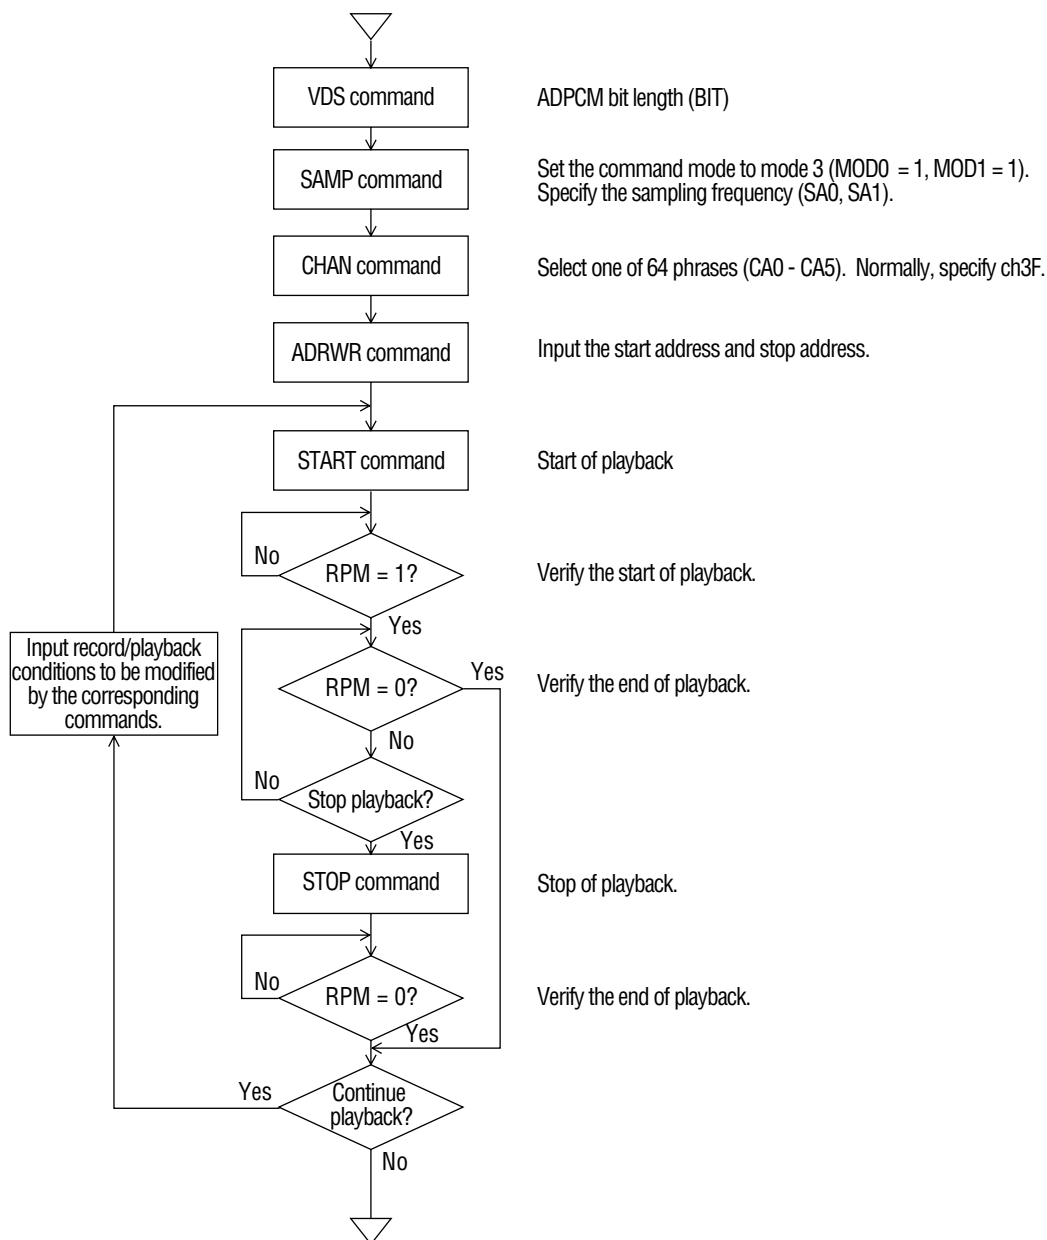 VDS command
ADPCM bit length (BIT)
SAMP command
Set the command mode to mode 3 (MOD0 = 1, MOD1 = 1).
Specify the sampling frequency (SA0, SA1).
CHAN command
Select one of 64 phrases (CA0 - CA5). Normally, specify ch3F.
ADRWR command
Input the start address and stop address.
START command
Start of playback
No
RPM = 1?
Verify the start of playback.
Yes
Input record/playback
conditions to be modified
by the corresponding
commands.
RPM = 0?
Yes
Verify the end of playback.
No
No
Stop playback?
Yes
STOP command
Stop of playback.
No
RPM = 0?
Verify the end of playback.
Yes
Yes
Continue
playback?
No